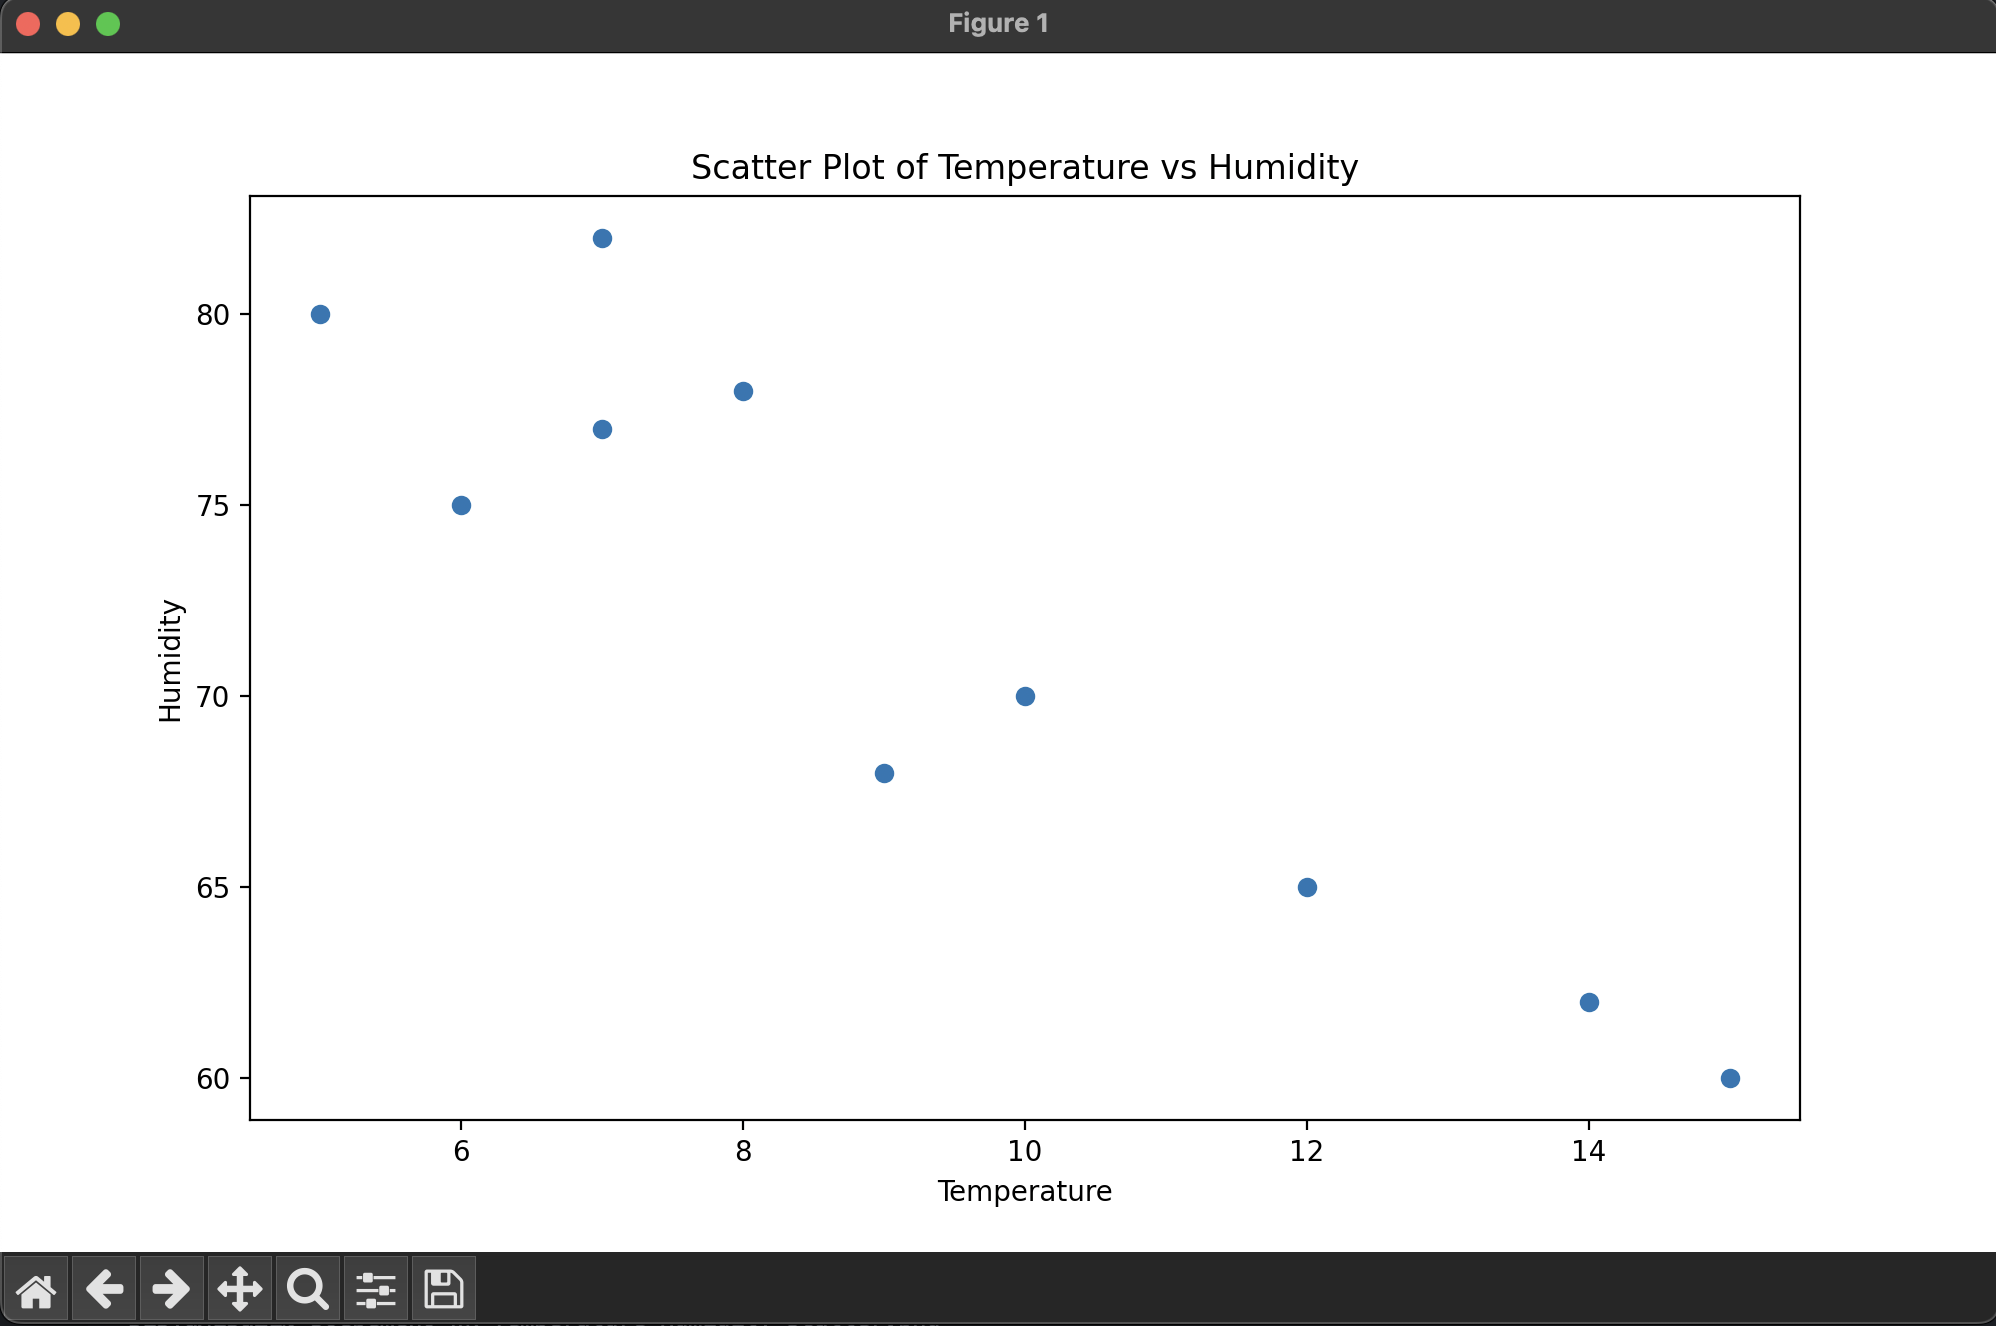 Figure 1
Scatter Plot of Temperature vs Humidity
80
75
70
65
60
Humidity
6 8 10 12 14
Temperature